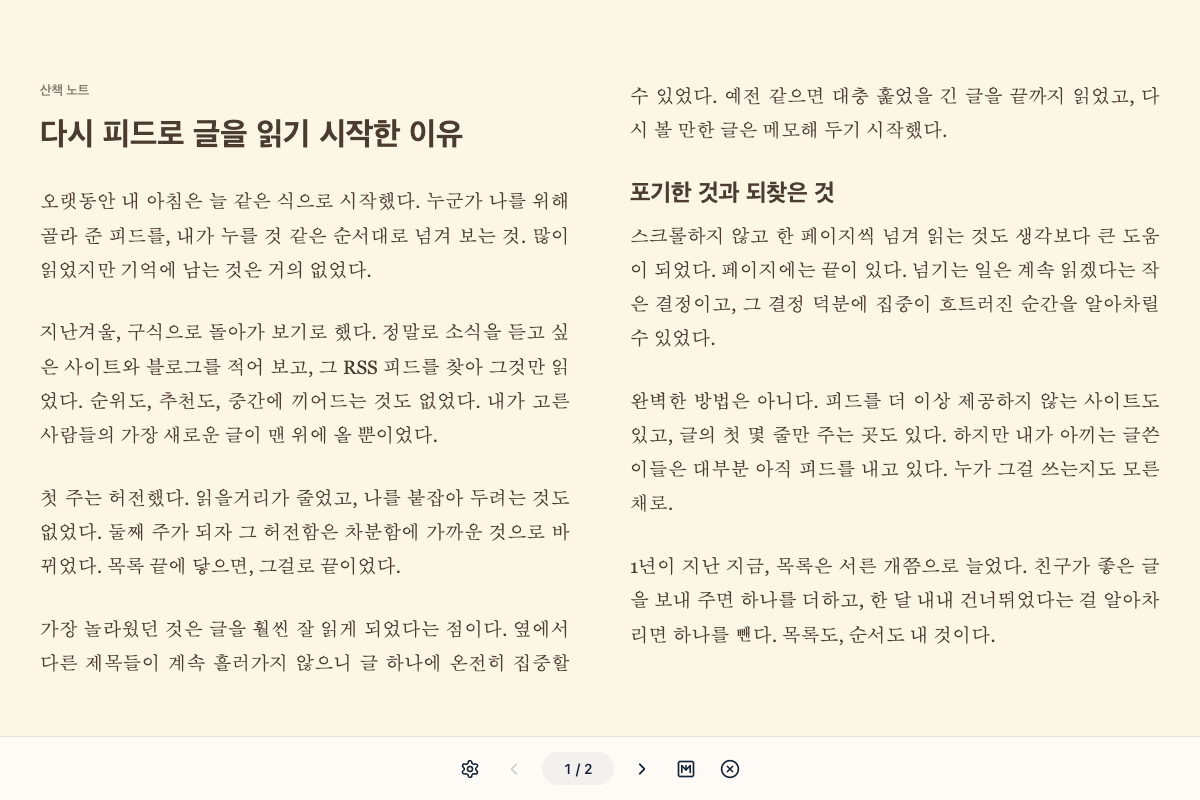 산책 노트
다시 피드로 글을 읽기 시작한 이유
오랫동안 내 아침은 늘 같은 식으로 시작했다. 누군가 나를 위해
골라 준 피드를, 내가 누를 것 같은 순서대로 넘겨 보는 것. 많이
읽었지만 기억에 남는 것은 거의 없었다.
지난겨울, 구식으로 돌아가 보기로 했다. 정말로 소식을 듣고 싶
은 사이트와 블로그를 적어 보고, 그 RSS 피드를 찾아 그것만 읽
었다. 순위도, 추천도, 중간에 끼어드는 것도 없었다. 내가 고른
사람들의 가장 새로운 글이 맨 위에 올 뿐이었다.
첫 주는 허전했다. 읽을거리가 줄었고, 나를 붙잡아 두려는 것도
없었다. 둘째 주가 되자 그 허전함은 차분함에 가까운 것으로 바
뀌었다. 목록 끝에 닿으면, 그걸로 끝이었다.
가장 놀라웠던 것은 글을 훨씬 잘 읽게 되었다는 점이다. 옆에서
다른 제목들이 계속 흘러가지 않으니 글 하나에 온전히 집중할
수 있었다. 예전 같으면 대충 훑었을 긴 글을 끝까지 읽었고, 다
시 볼 만한 글은 메모해 두기 시작했다.
포기한 것과 되찾은 것
스크롤하지 않고 한 페이지씩 넘겨 읽는 것도 생각보다 큰 도움
이 되었다. 페이지에는 끝이 있다. 넘기는 일은 계속 읽겠다는 작
은 결정이고, 그 결정 덕분에 집중이 흐트러진 순간을 알아차릴
수 있었다.
완벽한 방법은 아니다. 피드를 더 이상 제공하지 않는 사이트도
있고, 글의 첫 몇 줄만 주는 곳도 있다. 하지만 내가 아끼는 글쓴
이들은 대부분 아직 피드를 내고 있다. 누가 그걸 쓰는지도 모른
채로.
1년이 지난 지금, 목록은 서른 개쯤으로 늘었다. 친구가 좋은 글
을 보내 주면 하나를 더하고, 한 달 내내 건너뛰었다는 걸 알아차
리면 하나를 뺀다. 목록도, 순서도 내 것이다.
1 / 2